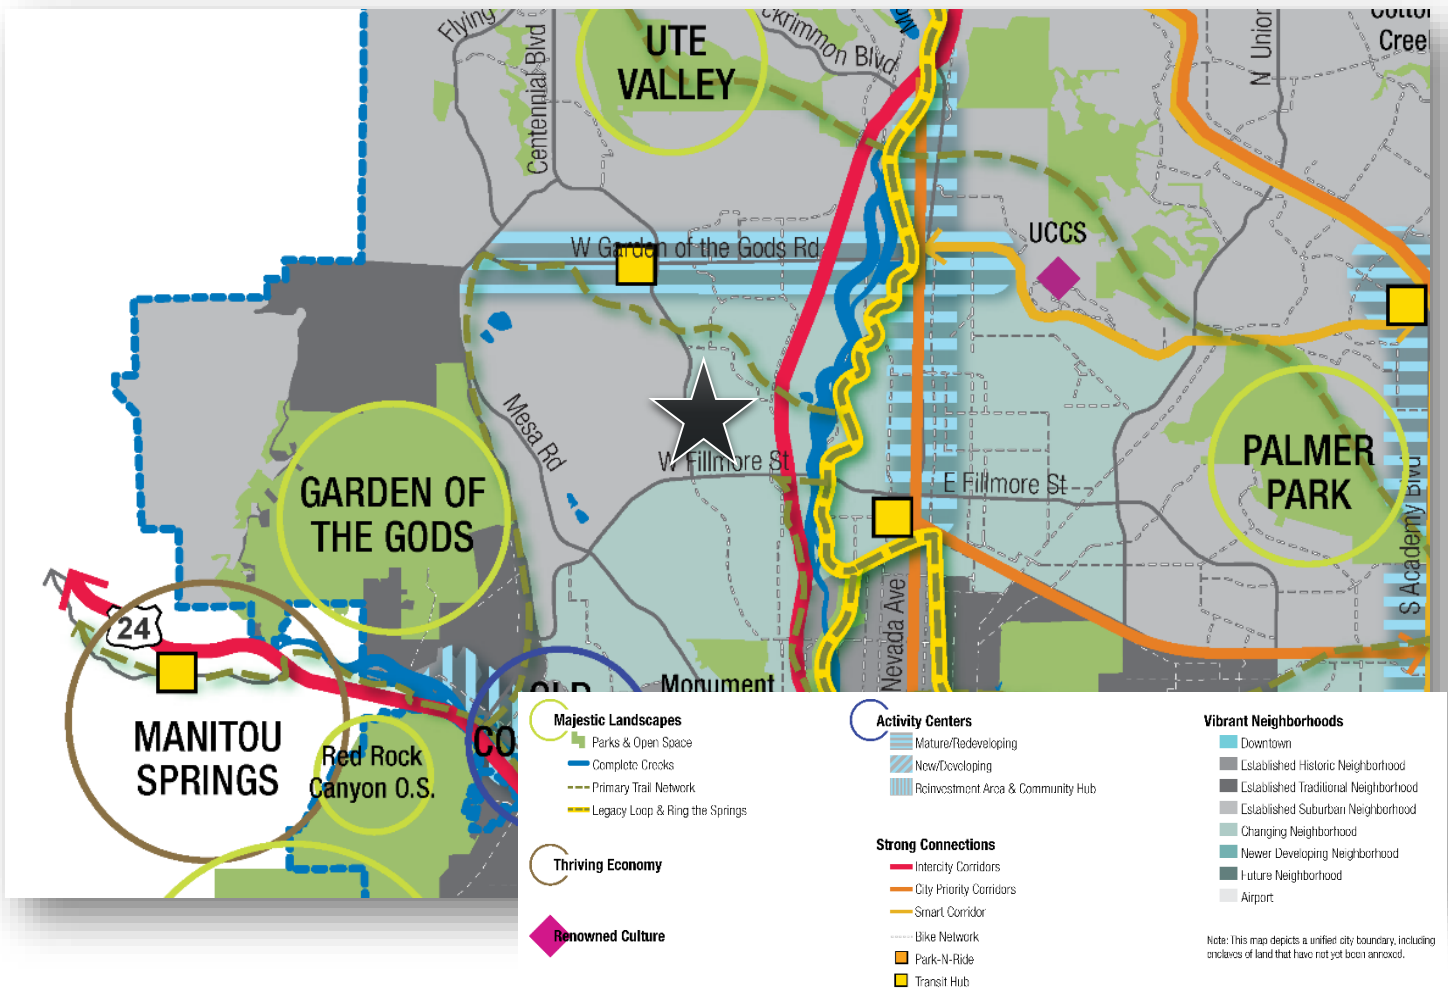 Flying
Centennial Blvd
UTE
VALLEY
ckrimmon Blvd
N Union
Creek
W Garden of the Gods Rd
UCCS
Mesa Rd
W Fillmore St
E Fillmore St
GARDEN OF
THE GODS
PALMER
PARK
S Academy Blvd
Nevada Ave
24
MANITOU
SPRINGS
Red Rock
Canyon O.S.
OLD
CO
Monument
Majestic Landscapes
Parks & Open Space
Complete Creeks
Primary Trail Network
Legacy Loop & Ring the Springs
Thriving Economy
Renowned Culture
Activity Centers
Mature/Redeveloping
New/Developing
Reinvestment Area & Community Hub
Strong Connections
Intercity Corridors
City Priority Corridors
Smart Corridor
Bike Network
Park-N-Ride
Transit Hub
Vibrant Neighborhoods
Downtown
Established Historic Neighborhood
Established Traditional Neighborhood
Established Suburban Neighborhood
Changing Neighborhood
Newer Developing Neighborhood
Future Neighborhood
Airport
Note: This map depicts a unified city boundary, including
enclaves of land that have not yet been annexed.